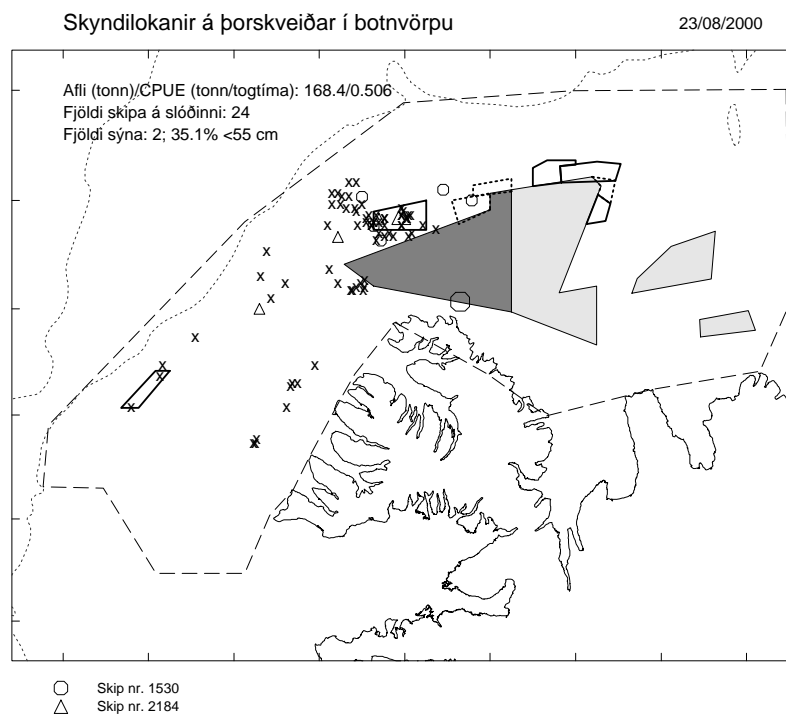 Skyndilokanir á þorskveiðar í botnvörpu
23/08/2000
Afli (tonn)/CPUE (tonn/togtíma): 168.4/0.506
Fjöldi skipa á slóðinni: 24
Fjöldi sýna: 2; 35.1% <55 cm
Skip nr. 1530
Skip nr. 2184